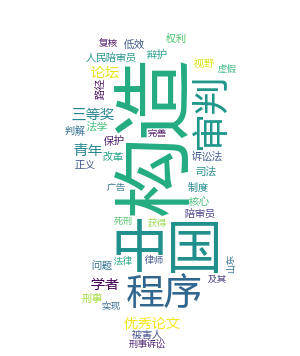 权利
复核 低效
辩护
人民陪审员
视野 虚假
论坛
路径
构造
审判
三等奖
法学
判解
完善
保护
青年
改革
诉讼法
正义
司法
广告
制度
核心
陪审员
死刑 获得
中国
法律 律师
问题
山东
及其
学者
程序
刑事
实现
优秀论文
被害人
刑事诉讼